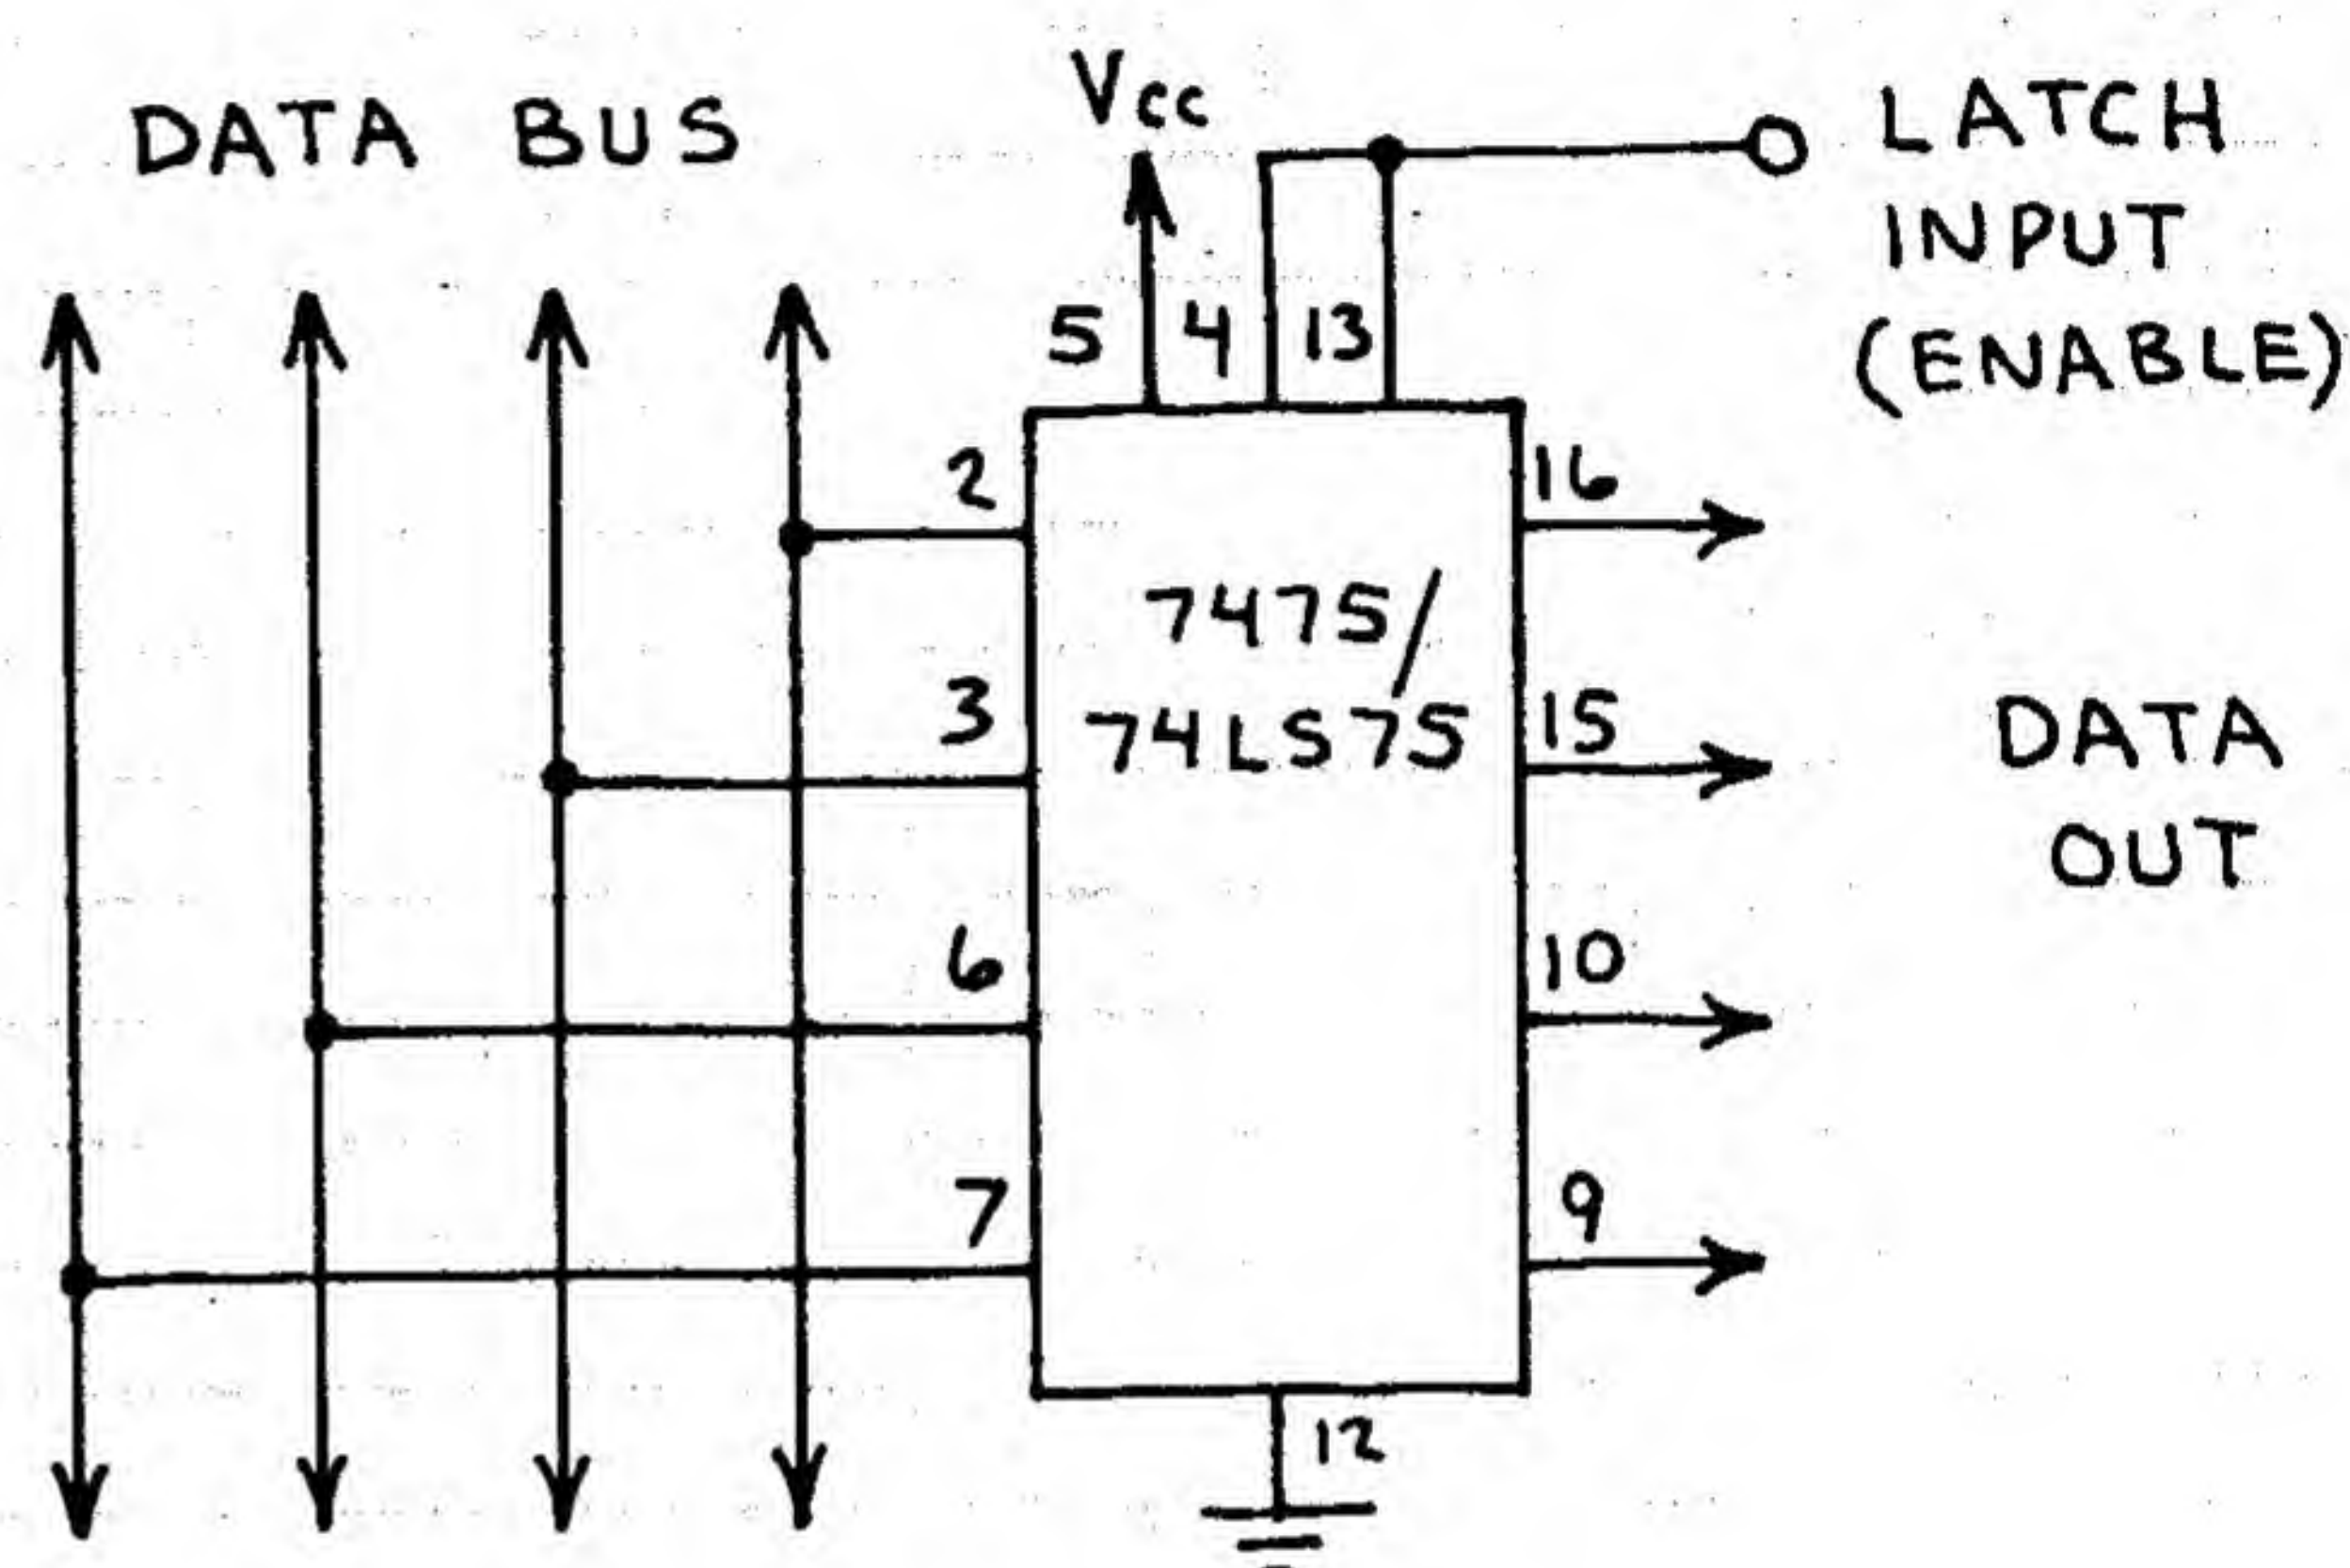 DATA BUS
Vcc
LATCH
INPUT
(ENABLE)
5 4 13
2
16
7475/
74LS75
3
15
DATA
OUT
6
10
7
9
12